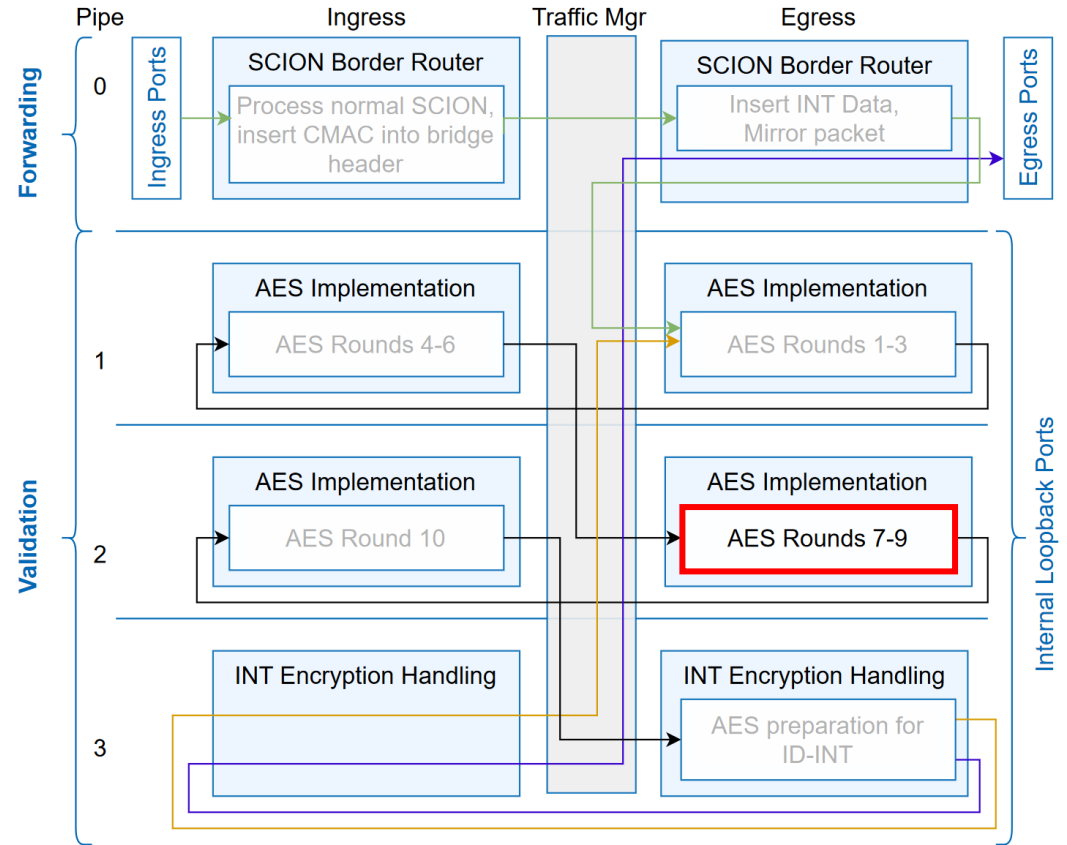 Pipe
Ingress
Traffic Mgr
Egress
Forwarding
0
Ingress Ports
SCION Border Router
Process normal SCION,
insert CMAC into bridge
header
SCION Border Router
Insert INT Data,
Mirror packet
Egress Ports
Validation
1
AES Implementation
AES Rounds 4-6
AES Implementation
AES Rounds 1-3
2
AES Implementation
AES Round 10
AES Implementation
AES Rounds 7-9
Internal Loopback Ports
3
INT Encryption Handling
INT Encryption Handling
AES preparation for
ID-INT